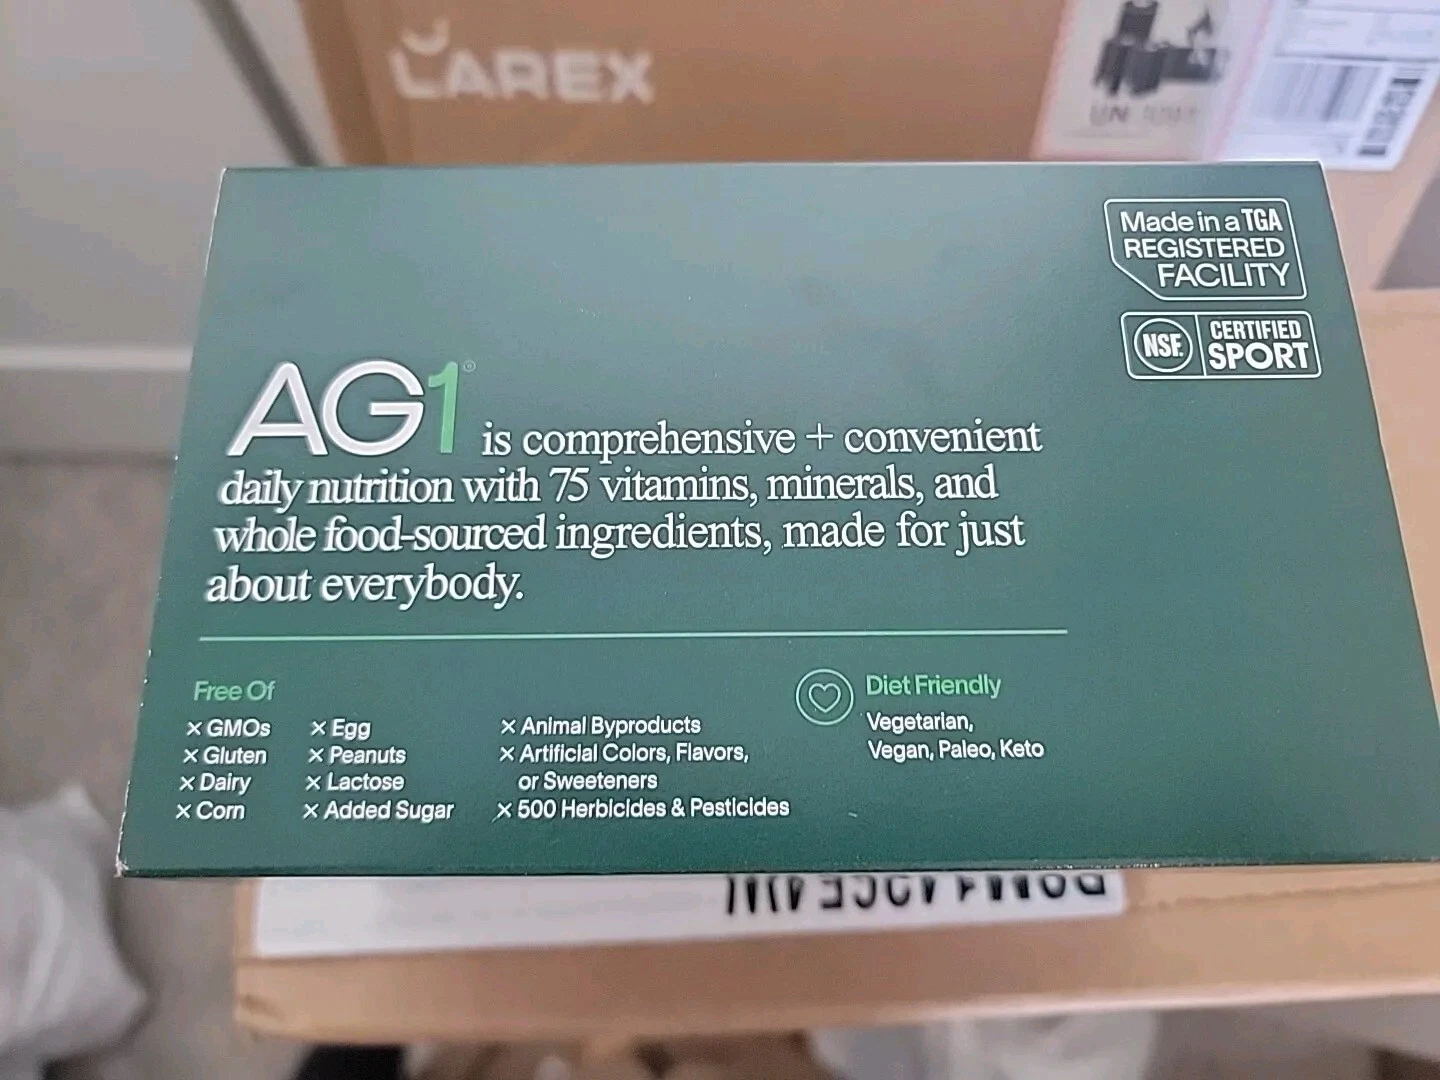 LAREX
UN
Made in a TGA
REGISTERED
FACILITY
NSF.
CERTIFIED
SPORT
AG1®
is comprehensive + convenient
daily nutrition with 75 vitamins, minerals, and
whole food-sourced ingredients, made for just
about everybody.
Free Of
× GMOs
× Gluten
× Dairy
× Corn
× Egg
× Peanuts
× Lactose
× Added Sugar
× Animal Byproducts
× Artificial Colors, Flavors,
or Sweeteners
× 500 Herbicides & Pesticides
Diet Friendly
Vegetarian,
Vegan, Paleo, Keto